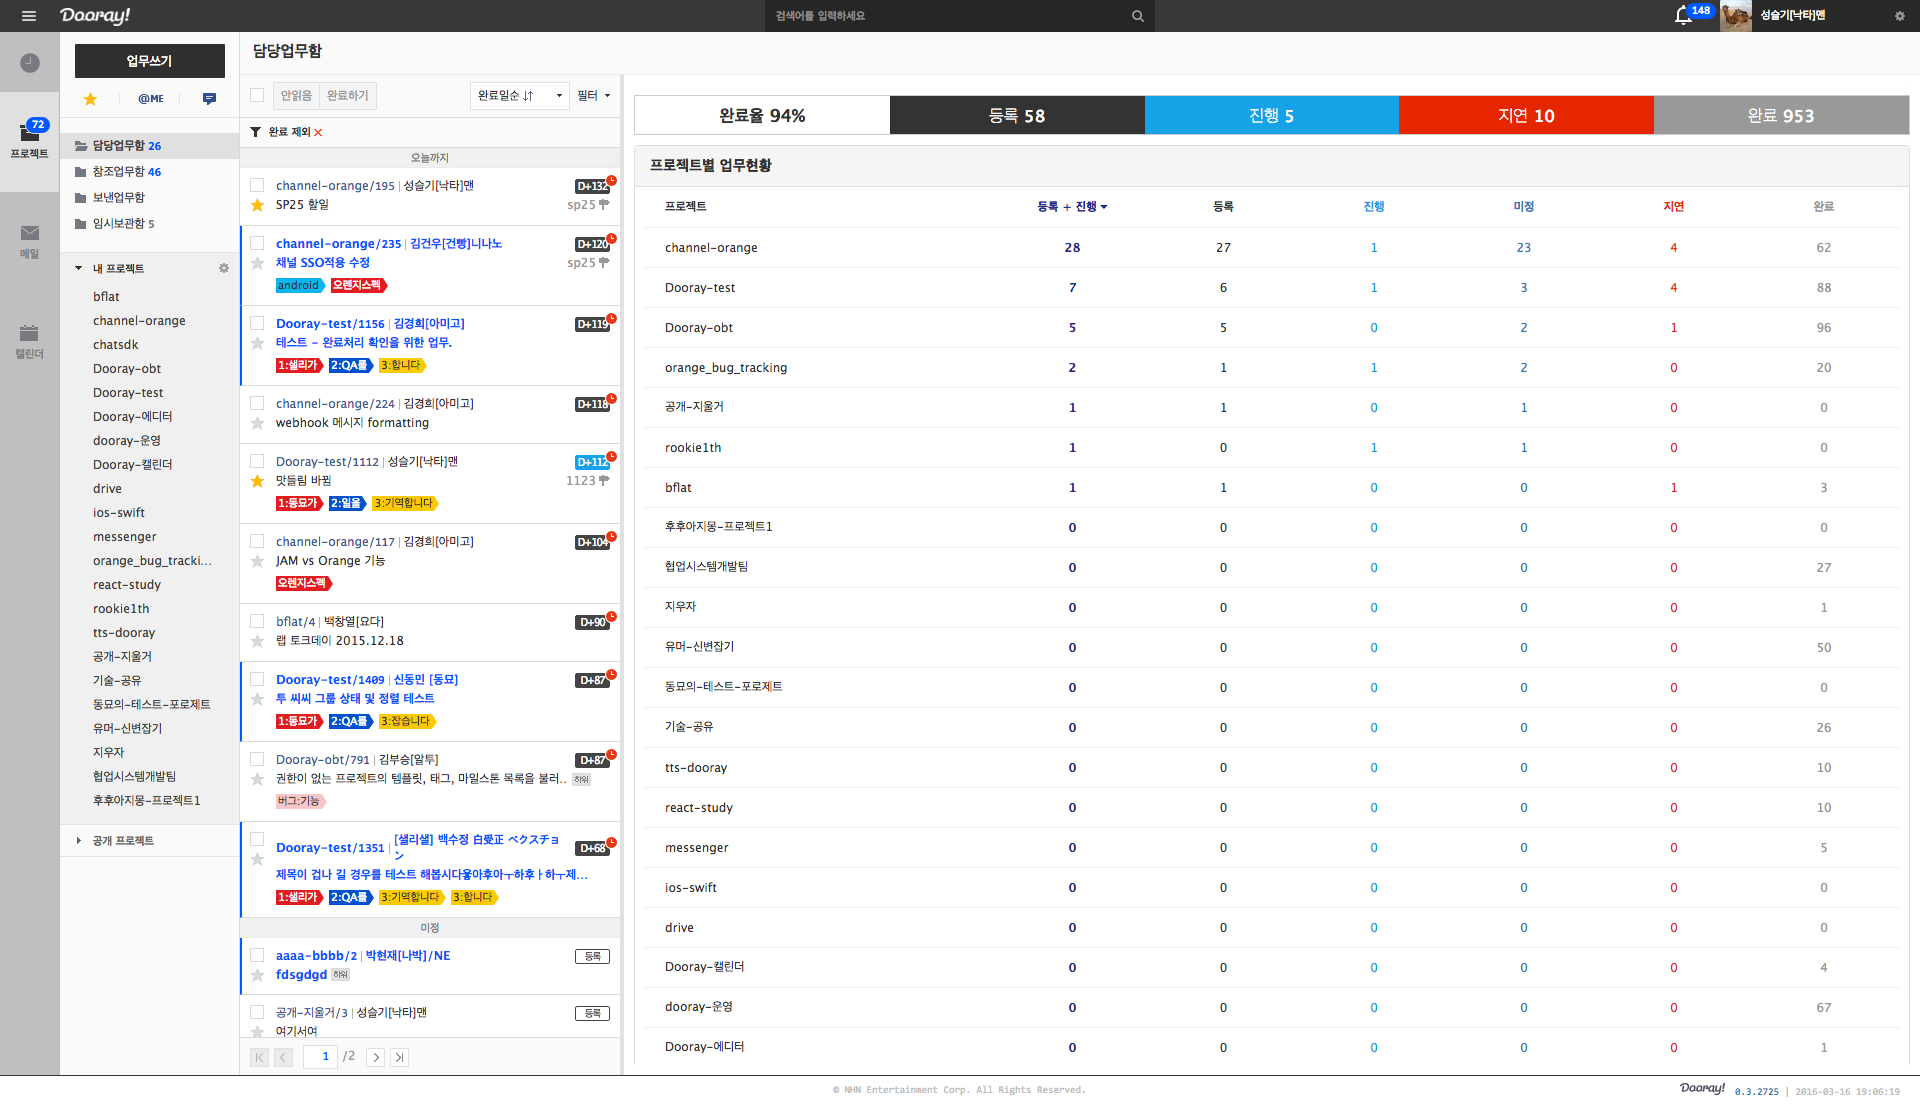 Dooray!
검색어를 입력하세요
148
성슬기[낙타]맨
72
프로젝트
메일
캘린더
업무쓰기
@ME
담당업무함 26
참조업무함 46
보낸업무함
임시보관함 5
내 프로젝트
bflat
channel-orange
chatsdk
Dooray-obt
Dooray-test
Dooray-에디터
dooray-운영
Dooray-캘린더
drive
ios-swift
messenger
orange_bug_tracki...
react-study
rookie1th
tts-dooray
공개-지울거
기술-공유
동묘의-테스트-포로제트
유머-신변잡기
지우자
협업시스템개발팀
후후아지몽-프로젝트1
공개 프로젝트
담당업무함
안읽음 완료하기 완료일순 필터
완료 제외
오늘까지
channel-orange/195 | 성슬기[낙타]맨 D+132
SP25 할일 sp25
channel-orange/235 | 김건우[건빵]니나노 D+120
채널 SSO적용 수정 sp25
android 오렌지스펙
Dooray-test/1156 | 김경희[아미고] D+119
테스트 - 완료처리 확인을 위한 업무.
1:샐리가 2:QA를 3:합니다
channel-orange/224 | 김경희[아미고] D+118
webhook 메시지 formatting
Dooray-test/1112 | 성슬기[낙타]맨 D+112
맛들림 바뀜 1123
1:동묘가 2:일을 3:기억합니다
channel-orange/117 | 김경희[아미고] D+104
JAM vs Orange 기능
오렌지스펙
bflat/4 | 백창열[요다] D+90
랩 토크데이 2015.12.18
Dooray-test/1409 | 신동민 [동묘] D+87
투 씨씨 그룹 상태 및 정렬 테스트
1:동묘가 2:QA를 3:잡습니다
Dooray-obt/791 | 김부승[알투] D+87
권한이 없는 프로젝트의 템플릿, 태그, 마일스톤 목록을 불러.. 하위
버그:기능
Dooray-test/1351 | [샐리샐] 백수정 白受正 ベクスチョン D+68
제목이 겁나 길 경우를 테스트 해봅시다
1:샐리가 2:QA를 3:기억합니다 3:합니다
미정
aaaa-bbbb/2 | 박현재[나박]/NE 등록
fdsgdgd 하위
공개-지울거/3 | 성슬기[낙타]맨 등록
여기서여
1 /2
완료율 94% 등록 58 진행 5 지연 10 완료 953
프로젝트별 업무현황
프로젝트 등록 + 진행 등록 진행 미정 지연 완료
channel-orange 28 27 1 23 4 62
Dooray-test 7 6 1 3 4 88
Dooray-obt 5 5 0 2 1 96
orange_bug_tracking 2 1 1 2 0 20
공개-지울거 1 1 0 1 0 0
rookie1th 1 0 1 1 0 0
bflat 1 1 0 0 1 3
후후아지몽-프로젝트1 0 0 0 0 0 0
협업시스템개발팀 0 0 0 0 0 27
지우자 0 0 0 0 0 1
유머-신변잡기 0 0 0 0 0 50
동묘의-테스트-포로제트 0 0 0 0 0 0
기술-공유 0 0 0 0 0 26
tts-dooray 0 0 0 0 0 10
react-study 0 0 0 0 0 10
messenger 0 0 0 0 0 5
ios-swift 0 0 0 0 0 0
drive 0 0 0 0 0 0
Dooray-캘린더 0 0 0 0 0 4
dooray-운영 0 0 0 0 0 67
Dooray-에디터 0 0 0 0 0 1
© NHN Entertainment Corp. All Rights Reserved.
Dooray! 0.3.2725 | 2016-03-16 19:06:19